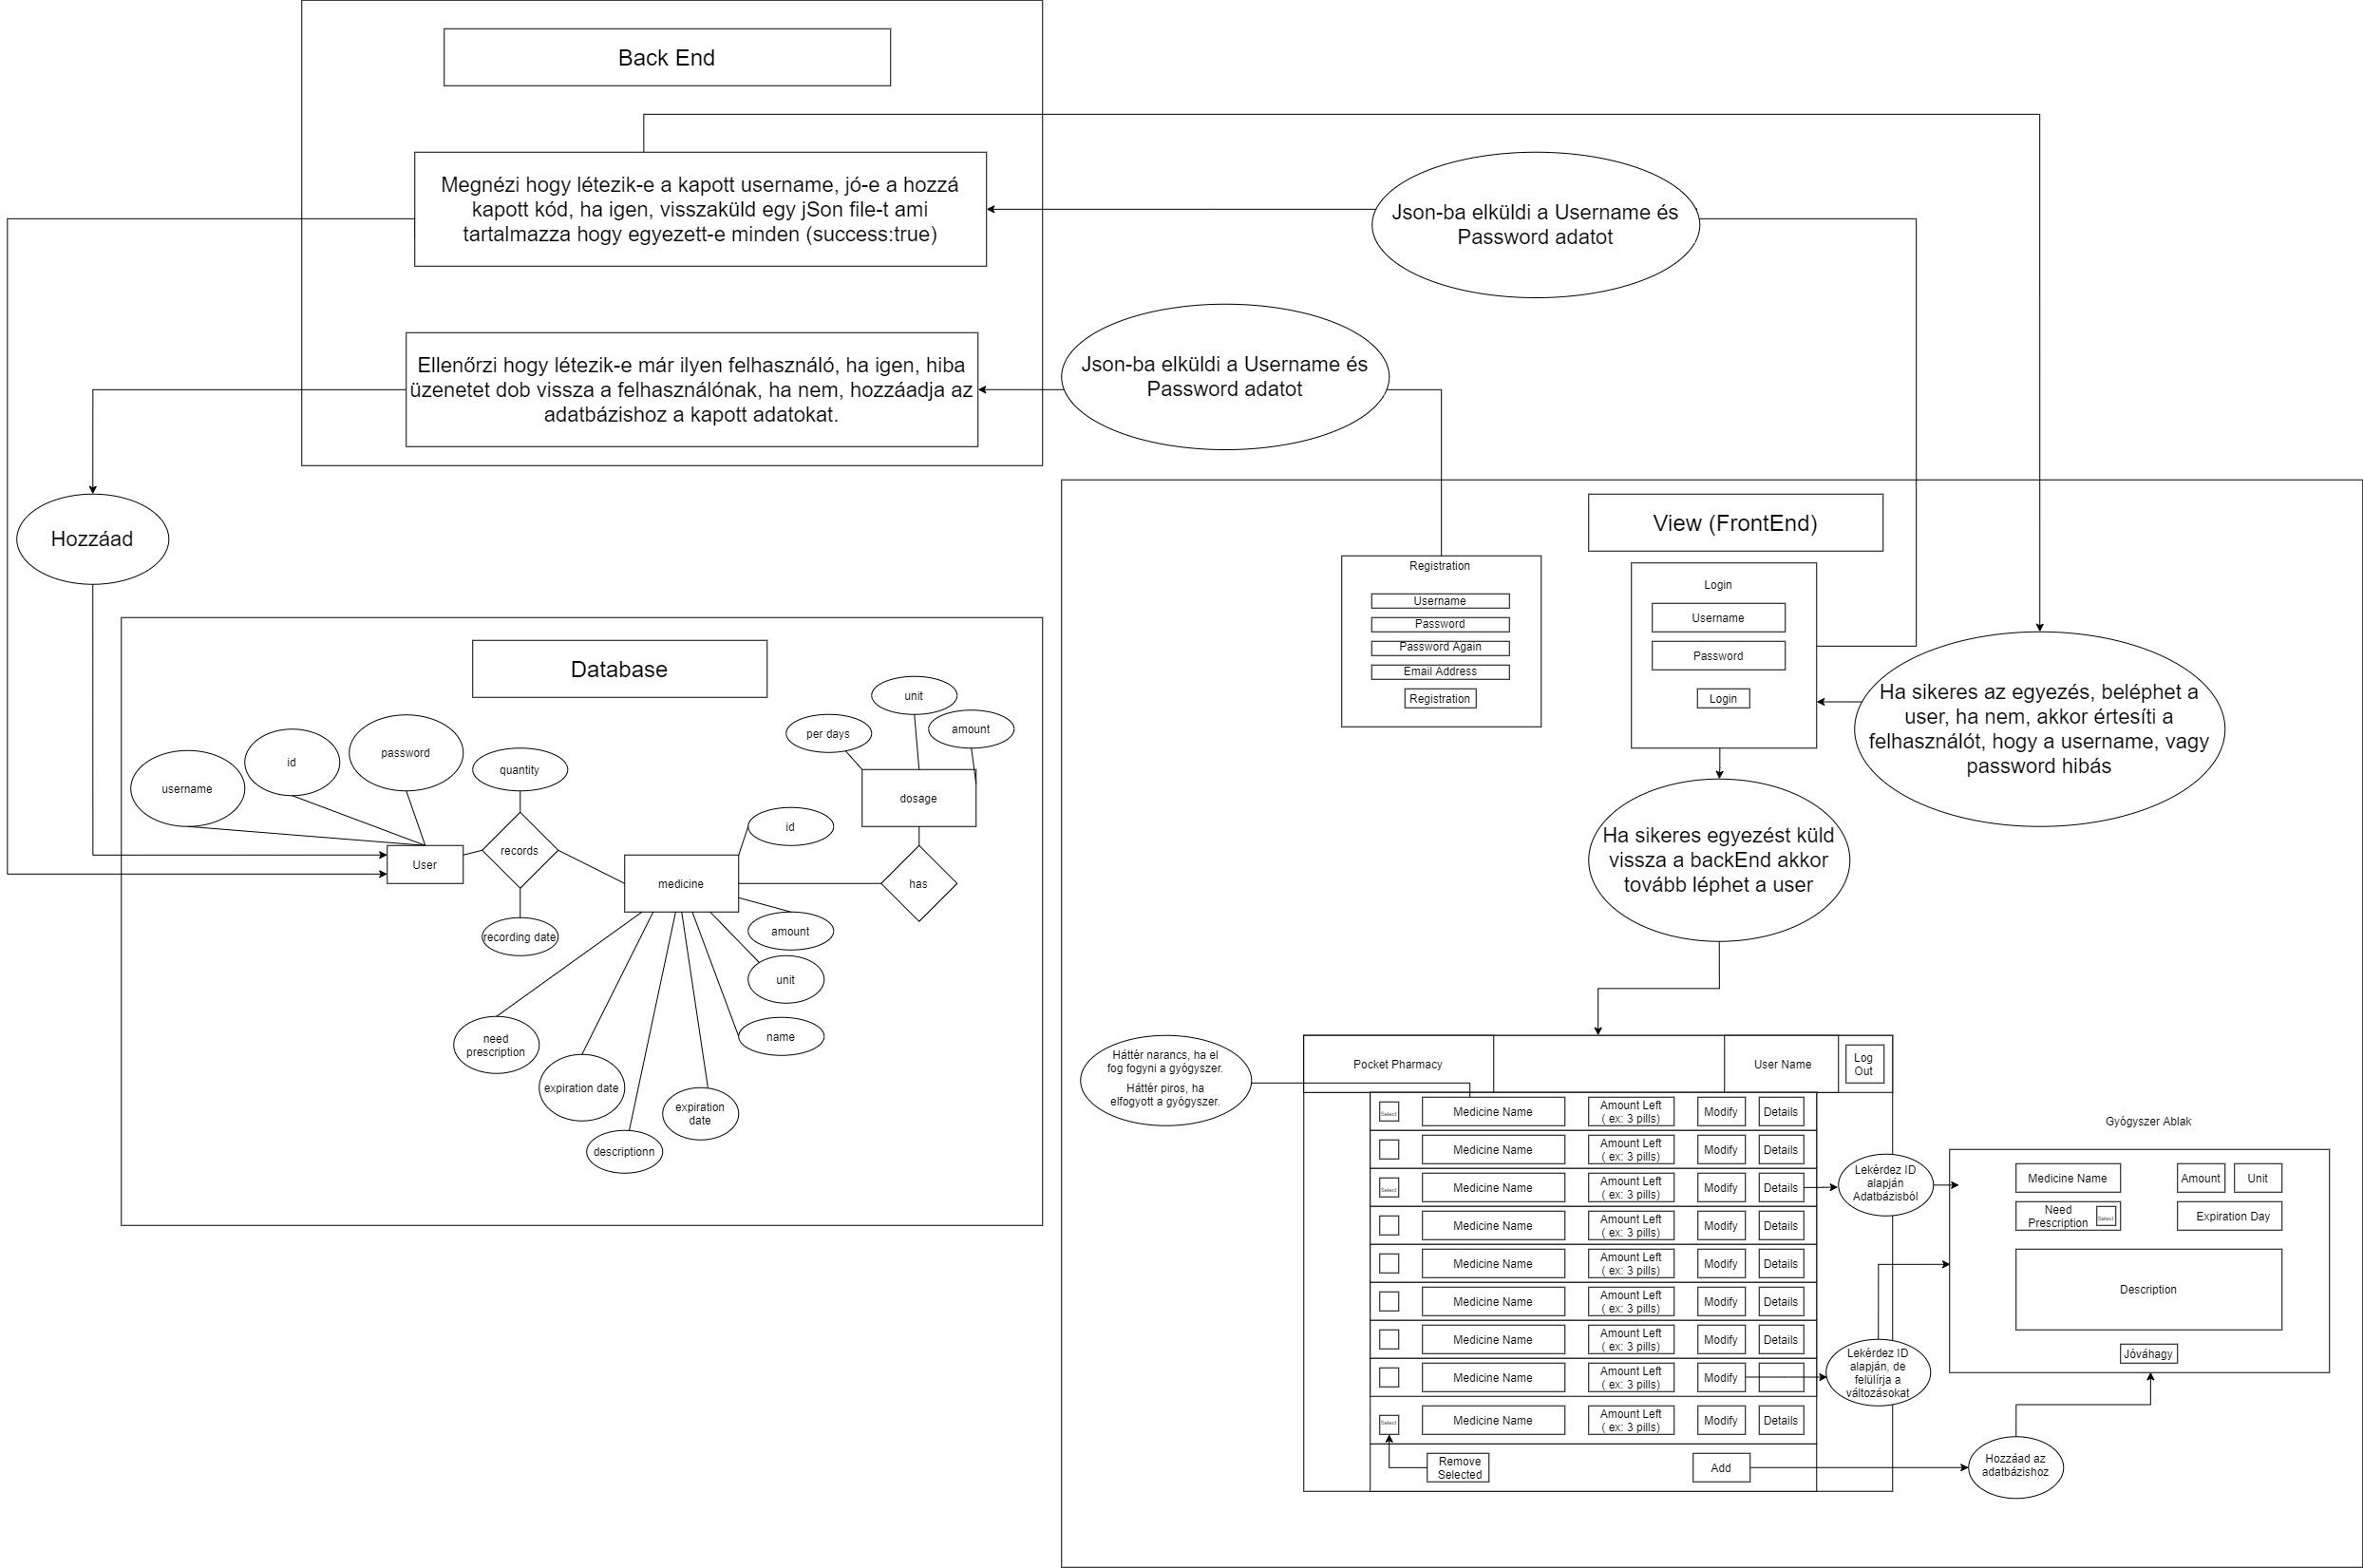 Back End
Megnézi hogy létezik-e a kapott username, jó-e a hozzá
kapott kód, ha igen, visszaküld egy jSon file-t ami
tartalmazza hogy egyezett-e minden (success:true)
Json-ba elküldi a Username és
Password adatot
Ellenőrzi hogy létezik-e már ilyen felhasználó, ha igen, hiba
üzenetet dob vissza a felhasználónak, ha nem, hozzáadja az
adatbázishoz a kapott adatokat.
Json-ba elküldi a Username és
Password adatot
Hozzáad
Database
username
id
password
quantity
User
records
recording date
medicine
id
per days
unit
amount
dosage
has
amount
unit
name
need
prescription
expiration date
descriptionn
expiration
date
View (FrontEnd)
Registration
Username
Password
Password Again
Email Address
Registration
Login
Username
Password
Login
Ha sikeres az egyezés, beléphet a
user, ha nem, akkor értesíti a
felhasználót, hogy a username, vagy
password hibás
Ha sikeres egyezést küld
vissza a backEnd akkor
tovább léphet a user
Háttér narancs, ha el
fog fogyni a gyógyszer.
Háttér piros, ha
elfogyott a gyógyszer.
Pocket Pharmacy
User Name
Log
Out
Select
Medicine Name
Amount Left
( ex: 3 pills)
Modify
Details
Medicine Name
Amount Left
( ex: 3 pills)
Modify
Details
Select
Medicine Name
Amount Left
( ex: 3 pills)
Modify
Details
Medicine Name
Amount Left
( ex: 3 pills)
Modify
Details
Medicine Name
Amount Left
( ex: 3 pills)
Modify
Details
Medicine Name
Amount Left
( ex: 3 pills)
Modify
Details
Medicine Name
Amount Left
( ex: 3 pills)
Modify
Details
Medicine Name
Amount Left
( ex: 3 pills)
Modify
Select
Medicine Name
Amount Left
( ex: 3 pills)
Modify
Details
Remove
Selected
Add
Lekérdez ID
alapján
Adatbázisból
Lekérdez ID
alapján, de
felülírja a
változásokat
Hozzáad az
adatbázishoz
Gyógyszer Ablak
Medicine Name
Amount
Unit
Need
Prescription
Select
Expiration Day
Description
Jóváhagy